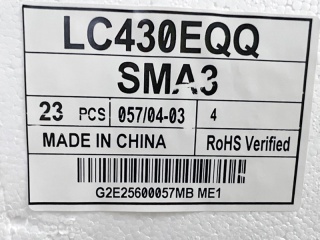 LC430EQQ
SMA3
23 PCS 057/04-03 4
MADE IN CHINA RoHS Verified
G2E25600057MB ME1